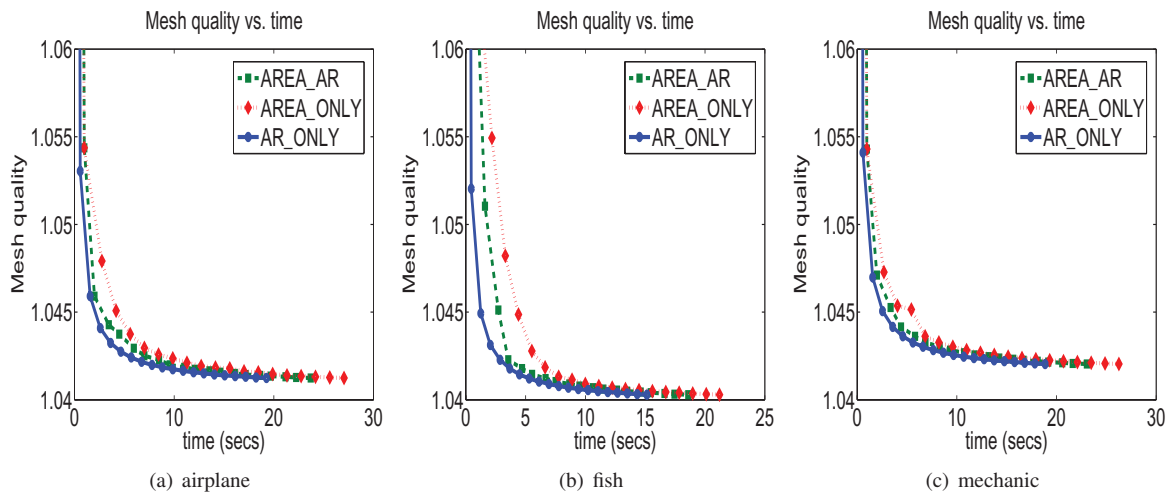 Mesh quality vs. time
1.06
1.055
1.05
1.045
1.04
Mesh quality
AREA_AR
AREA_ONLY
AR_ONLY
0
10
20
30
time (secs)
(a) airplane
Mesh quality vs. time
1.06
1.055
1.05
1.045
1.04
Mesh quality
AREA_AR
AREA_ONLY
AR_ONLY
0
5
10
15
20
25
time (secs)
(b) fish
Mesh quality vs. time
1.06
1.055
1.05
1.045
1.04
Mesh quality
AREA_AR
AREA_ONLY
AR_ONLY
0
10
20
30
time (secs)
(c) mechanic